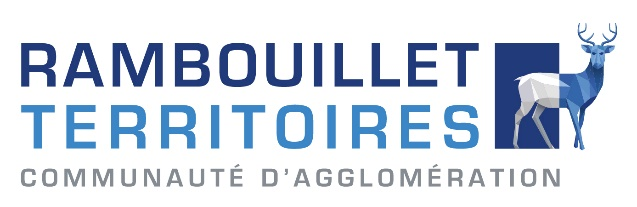 RAMBOUILLET
TERRITOIRES
COMMUNAUTÉ D'AGGLOMÉRATION